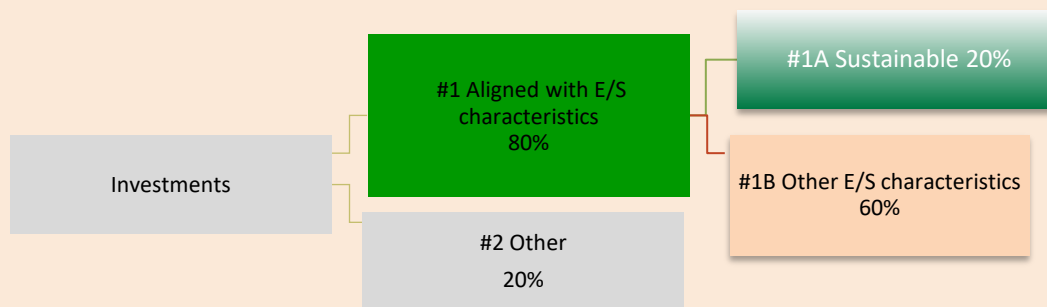 Investments
#1 Aligned with E/S
characteristics
80%
#2 Other
20%
#1A Sustainable 20%
#1B Other E/S characteristics
60%